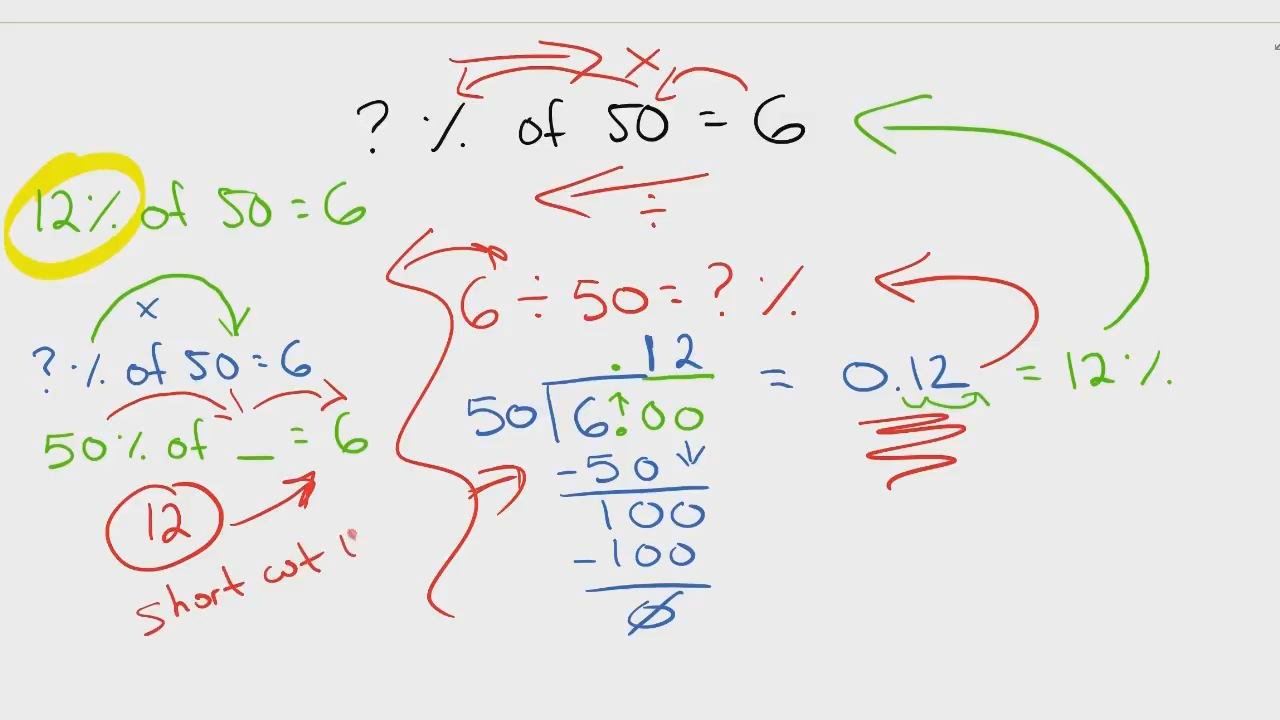 ? % of 50 = 6
×
÷
12% of 50 = 6
×
? % of 50 = 6
50% of _ = 6
12
short cut
6 ÷ 50 = ? %
.12
50 6.00
-50
100
-100
0
= 0.12 = 12%